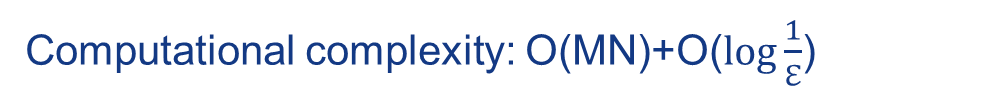 Computational complexity: O(MN)+O(log 1/ε)